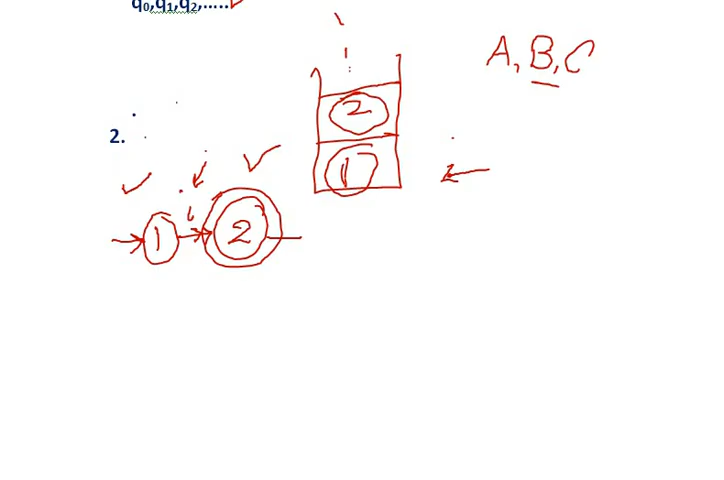 q0,q1,q2,.....
A, B, C
2
2.
1
i
1 2